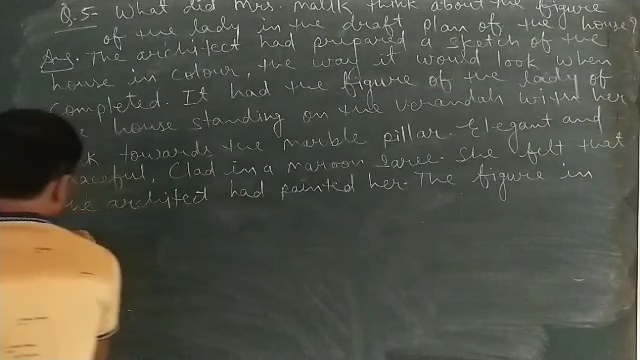 Q.5- What did Mrs. Mallik think about the figure
of the lady in the draft plan of the house?
Ans. The architect had prepared a sketch of the
house in colour, the way it would look when
completed. It had the figure of the lady of
house standing on the verandah with her
towards the marble pillar. Elegant and
Clad in a maroon saree. She felt that
architect had painted her. The figure in